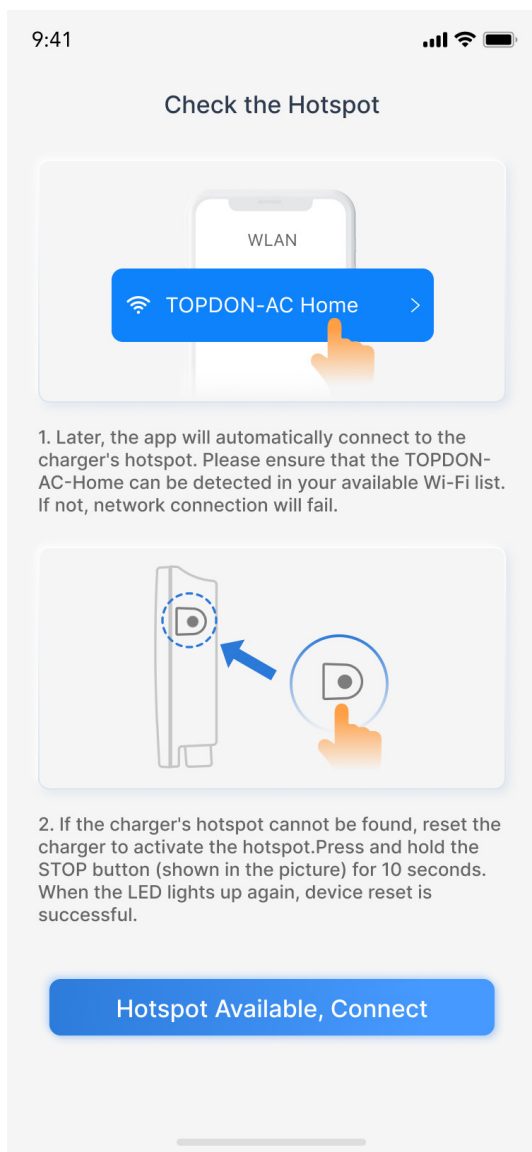 9:41
Check the Hotspot
WLAN
TOPDON-AC Home
1. Later, the app will automatically connect to the
charger's hotspot. Please ensure that the TOPDON-
AC-Home can be detected in your available Wi-Fi list.
If not, network connection will fail.
2. If the charger's hotspot cannot be found, reset the
charger to activate the hotspot.Press and hold the
STOP button (shown in the picture) for 10 seconds.
When the LED lights up again, device reset is
successful.
Hotspot Available, Connect